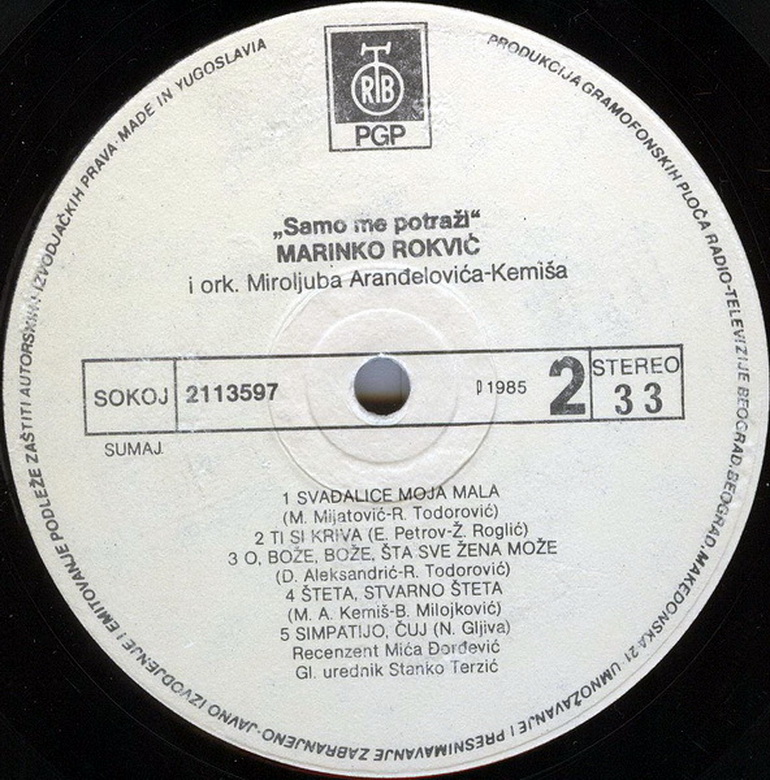 PRODUKCIJA GRAMOFONSKIH PLOČA RADIO-TELEVIZIJE BEOGRAD, BEOGRAD, MAKEDONSKA 21 · UMNOŽAVANJE I PRESNIMAVANJE ZABRANJENO · JAVNO IZVODJENJE I EMITOVANJE PODLEŽE ZAŠTITI AUTORSKIH I IZVODJAČKIH PRAVA · MADE IN YUGOSLAVIA
RTB
PGP
„Samo me potraži“
MARINKO ROKVIĆ
i ork. Miroljuba Aranđelovića-Kemiša
SOKOJ 2113597 P 1985 2 STEREO
33
SUMAJ
1 SVAĐALICE MOJA MALA
(M. Mijatović-R. Todorović)
2 TI SI KRIVA (E. Petrov-Ž. Roglić)
3 O, BOŽE, BOŽE, ŠTA SVE ŽENA MOŽE
(D. Aleksandrić-R. Todorović)
4 ŠTETA, STVARNO ŠTETA
(M. A. Kemiš-B. Milojković)
5 SIMPATIJO, ČUJ (N. Gljiva)
Recenzent Mića Đorđević
Gl. urednik Stanko Terzić